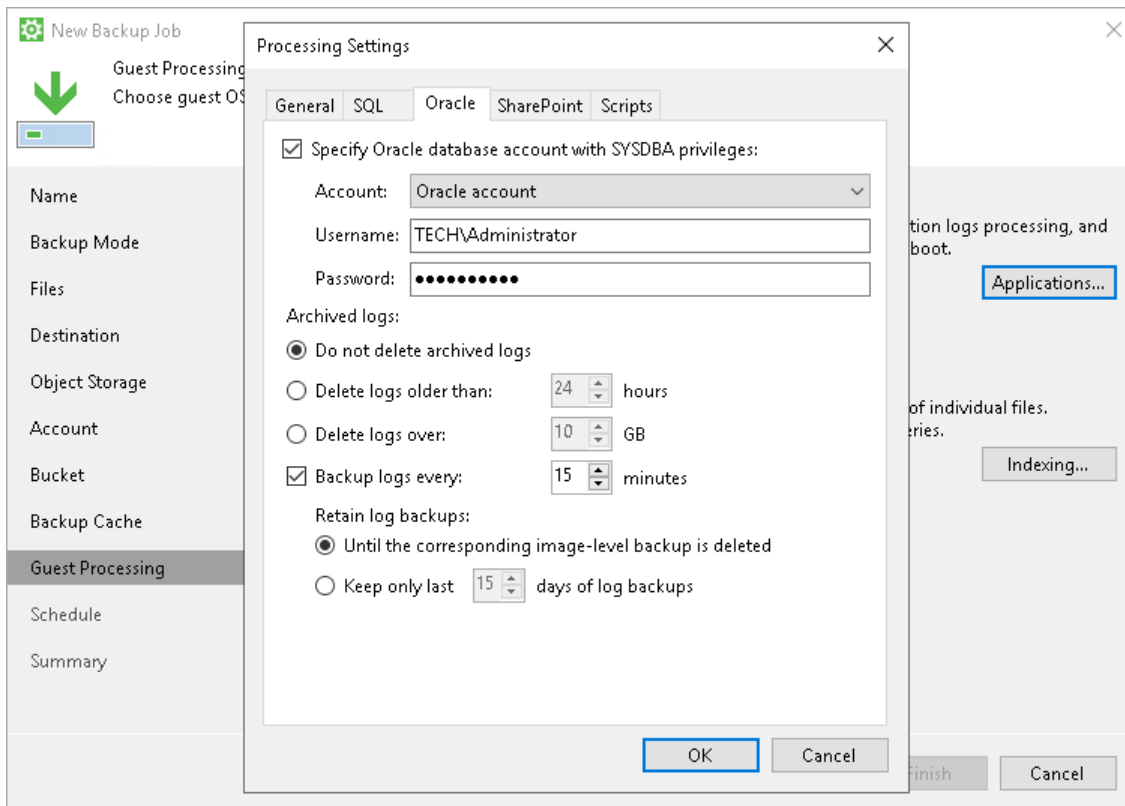 New Backup Job
Guest Processing
Choose guest OS
Processing Settings
General SQL Oracle SharePoint Scripts
Specify Oracle database account with SYSDBA privileges:
Account: Oracle account
Username: TECH\Administrator
Password: ●●●●●●●●●●
Archived logs:
Do not delete archived logs
Delete logs older than: 24 hours
Delete logs over: 10 GB
Backup logs every: 15 minutes
Retain log backups:
Until the corresponding image-level backup is deleted
Keep only last 15 days of log backups
OK Cancel
Name
Backup Mode
Files
Destination
Object Storage
Account
Bucket
Backup Cache
Guest Processing
Schedule
Summary
tion logs processing, and
boot.
Applications...
of individual files.
eries.
Indexing...
Finish Cancel